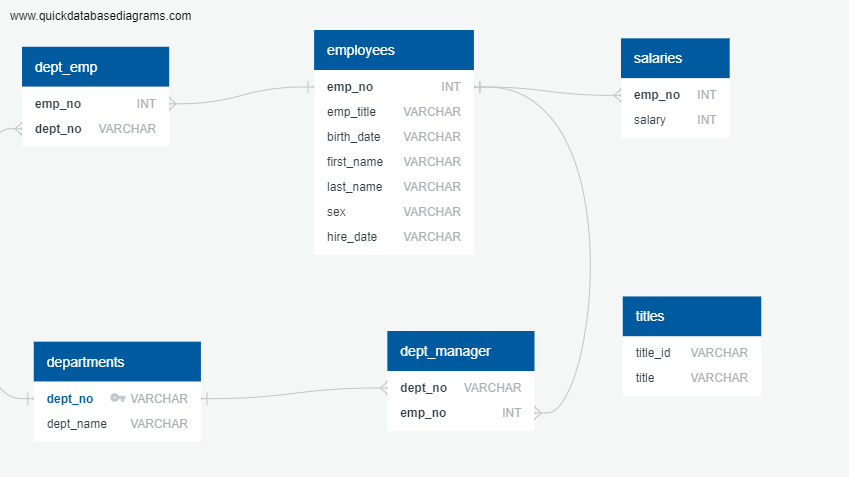 www.quickdatabasediagrams.com
dept_emp
emp_no INT
dept_no VARCHAR
employees
emp_no INT
emp_title VARCHAR
birth_date VARCHAR
first_name VARCHAR
last_name VARCHAR
sex VARCHAR
hire_date VARCHAR
salaries
emp_no INT
salary INT
departments
dept_no VARCHAR
dept_name VARCHAR
dept_manager
dept_no VARCHAR
emp_no INT
titles
title_id VARCHAR
title VARCHAR